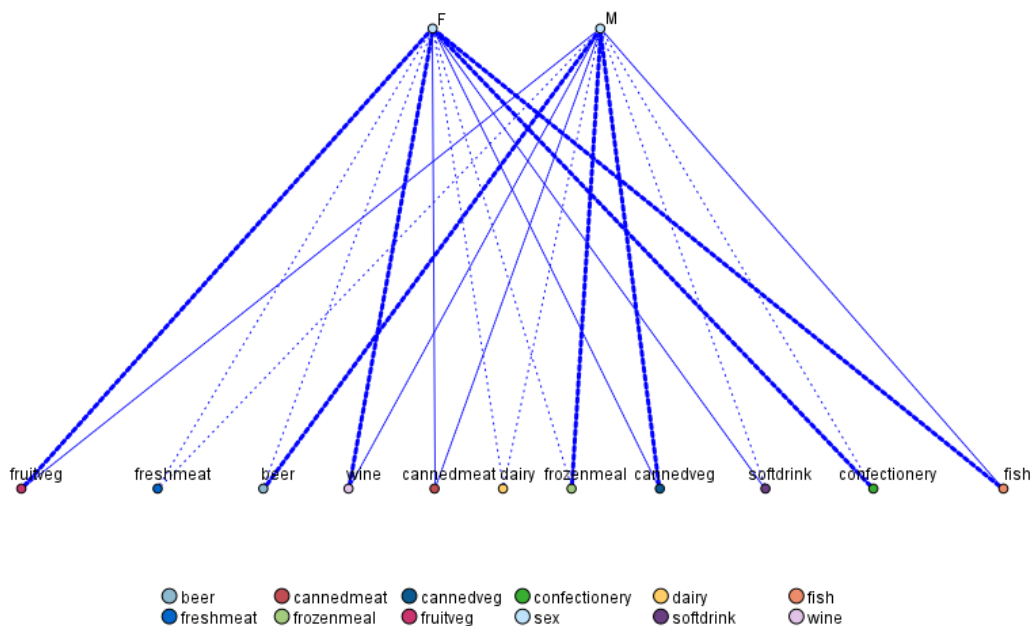 F M
fruitveg freshmeat beer wine cannedmeat dairy frozenmeal cannedveg softdrink confectionery fish
beer cannedmeat cannedveg confectionery dairy fish
freshmeat frozenmeal fruitveg sex softdrink wine